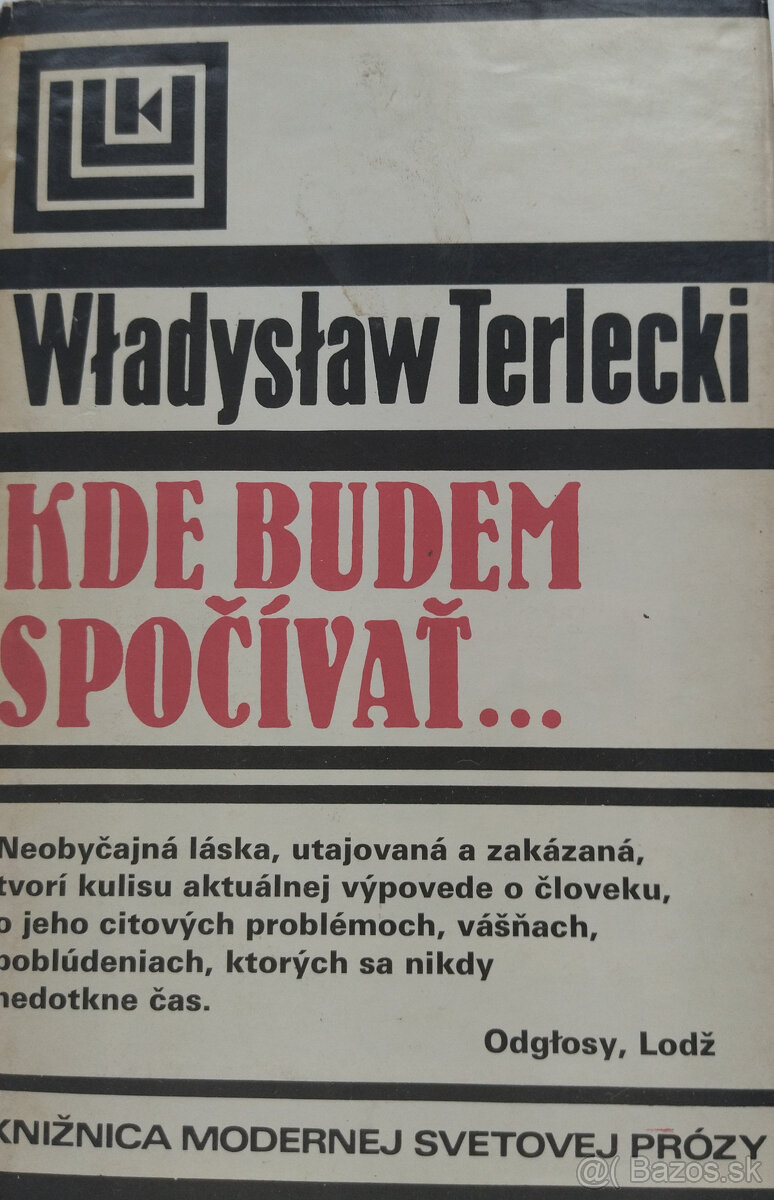 Władysław Terlecki
KDE BUDEM
SPOČÍVAŤ...
Neobyčajná láska, utajovaná a zakázaná,
tvorí kulisu aktuálnej výpovede o človeku,
o jeho citových problémoch, vášňach,
poblúdeniach, ktorých sa nikdy
nedotkne čas.
Odgłosy, Lodž
KNIŽNICA MODERNEJ SVETOVEJ PRÓZY
@( Bazos.sk